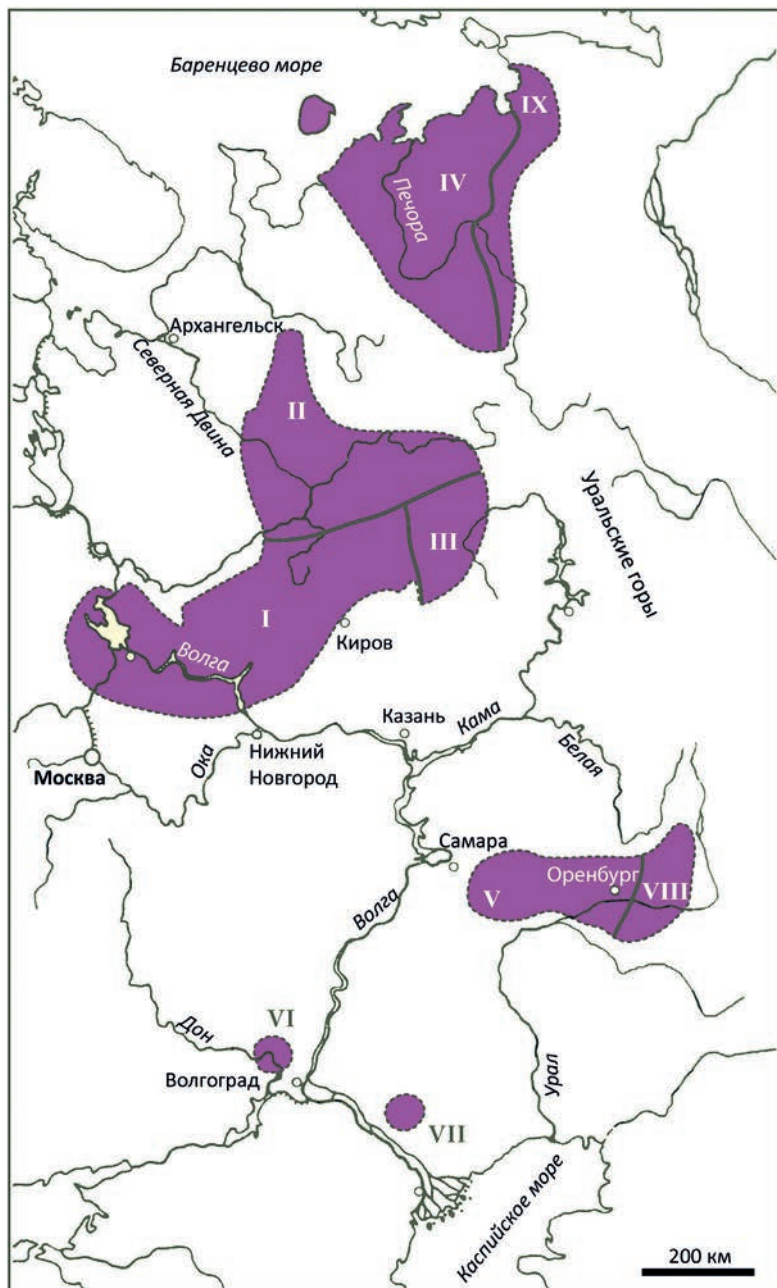 Баренцево море
IX
IV
Печора
Архангельск
Северная Двина
II
Уральские горы
III
I
Киров
Волга
Казань
Кама
Белая
Ока
Нижний
Новгород
Москва
Самара
Оренбург
V
VIII
Волга
VI
Дон
Волгоград
Урал
VII
Каспийское море
200 км